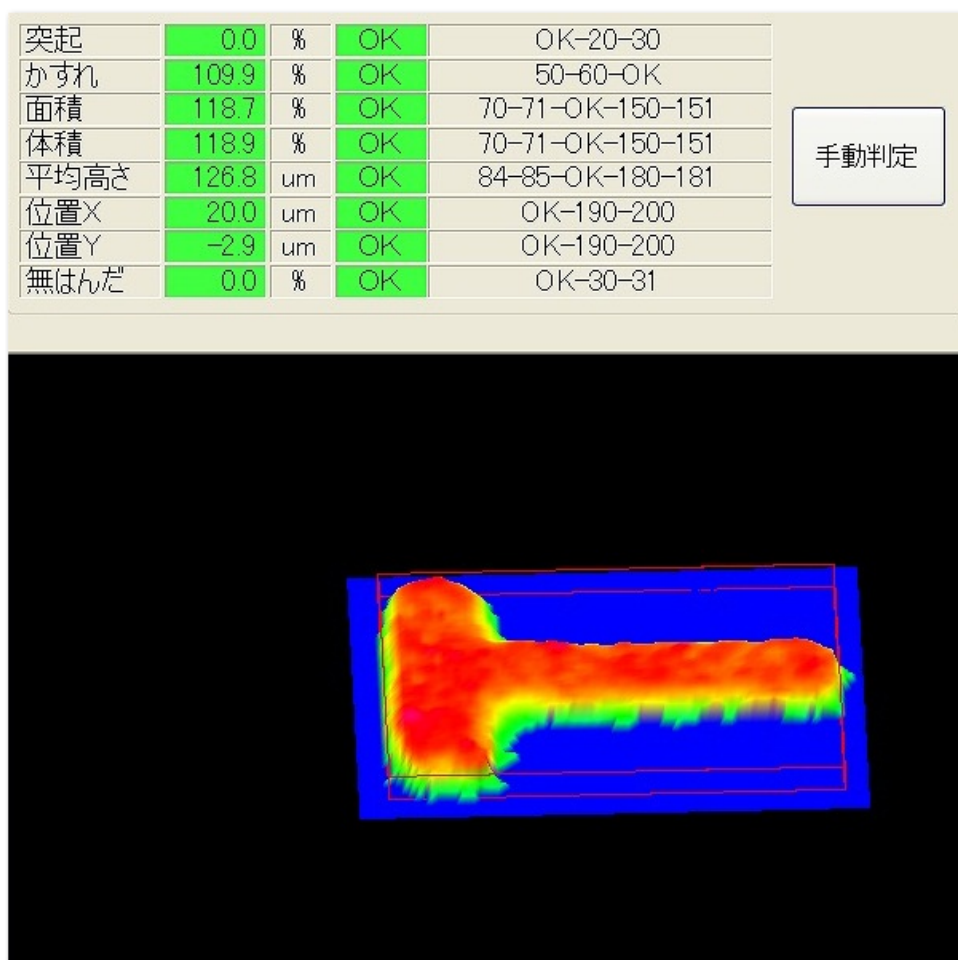 突起 0.0 % OK OK-20-30
かすれ 109.9 % OK 50-60-OK
面積 118.7 % OK 70-71-OK-150-151
体積 118.9 % OK 70-71-OK-150-151
平均高さ 126.8 um OK 84-85-OK-180-181
位置X 20.0 um OK OK-190-200
位置Y -2.9 um OK OK-190-200
無はんだ 0.0 % OK OK-30-31
手動判定